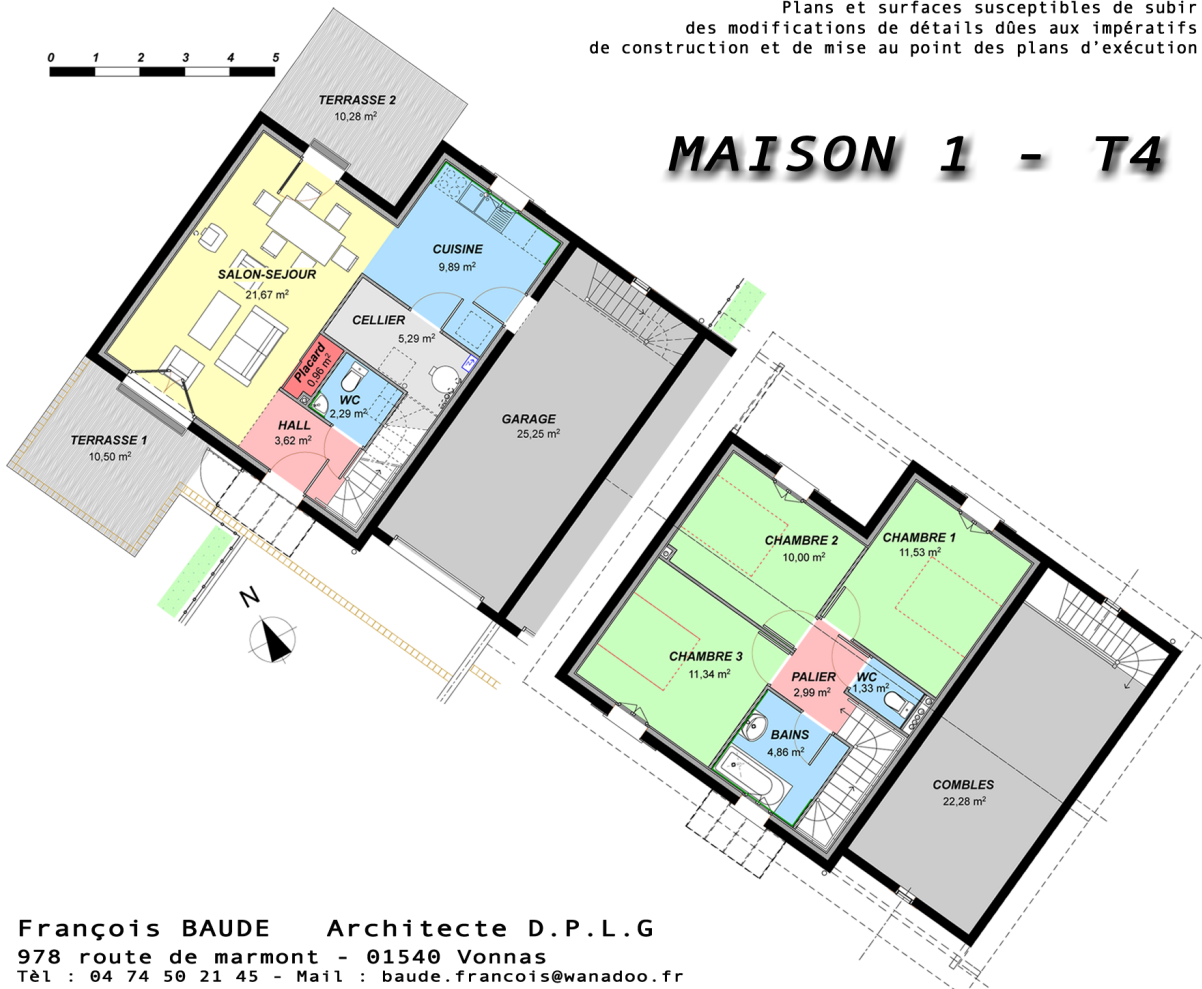 Plans et surfaces susceptibles de subir
des modifications de détails dûes aux impératifs
de construction et de mise au point des plans d'exécution
0 1 2 3 4 5
MAISON 1 - T4
TERRASSE 2
10,28 m²
CUISINE
9,89 m²
SALON-SEJOUR
21,67 m²
CELLIER
5,29 m²
Placard
0,96 m²
WC
2,29 m²
HALL
3,62 m²
GARAGE
25,25 m²
TERRASSE 1
10,50 m²
N
CHAMBRE 2
10,00 m²
CHAMBRE 1
11,53 m²
CHAMBRE 3
11,34 m²
PALIER
2,99 m²
WC
1,33 m²
BAINS
4,86 m²
COMBLES
22,28 m²
François BAUDE Architecte D.P.L.G
978 route de marmont - 01540 Vonnas
Tèl : 04 74 50 21 45 - Mail : baude.francois@wanadoo.fr